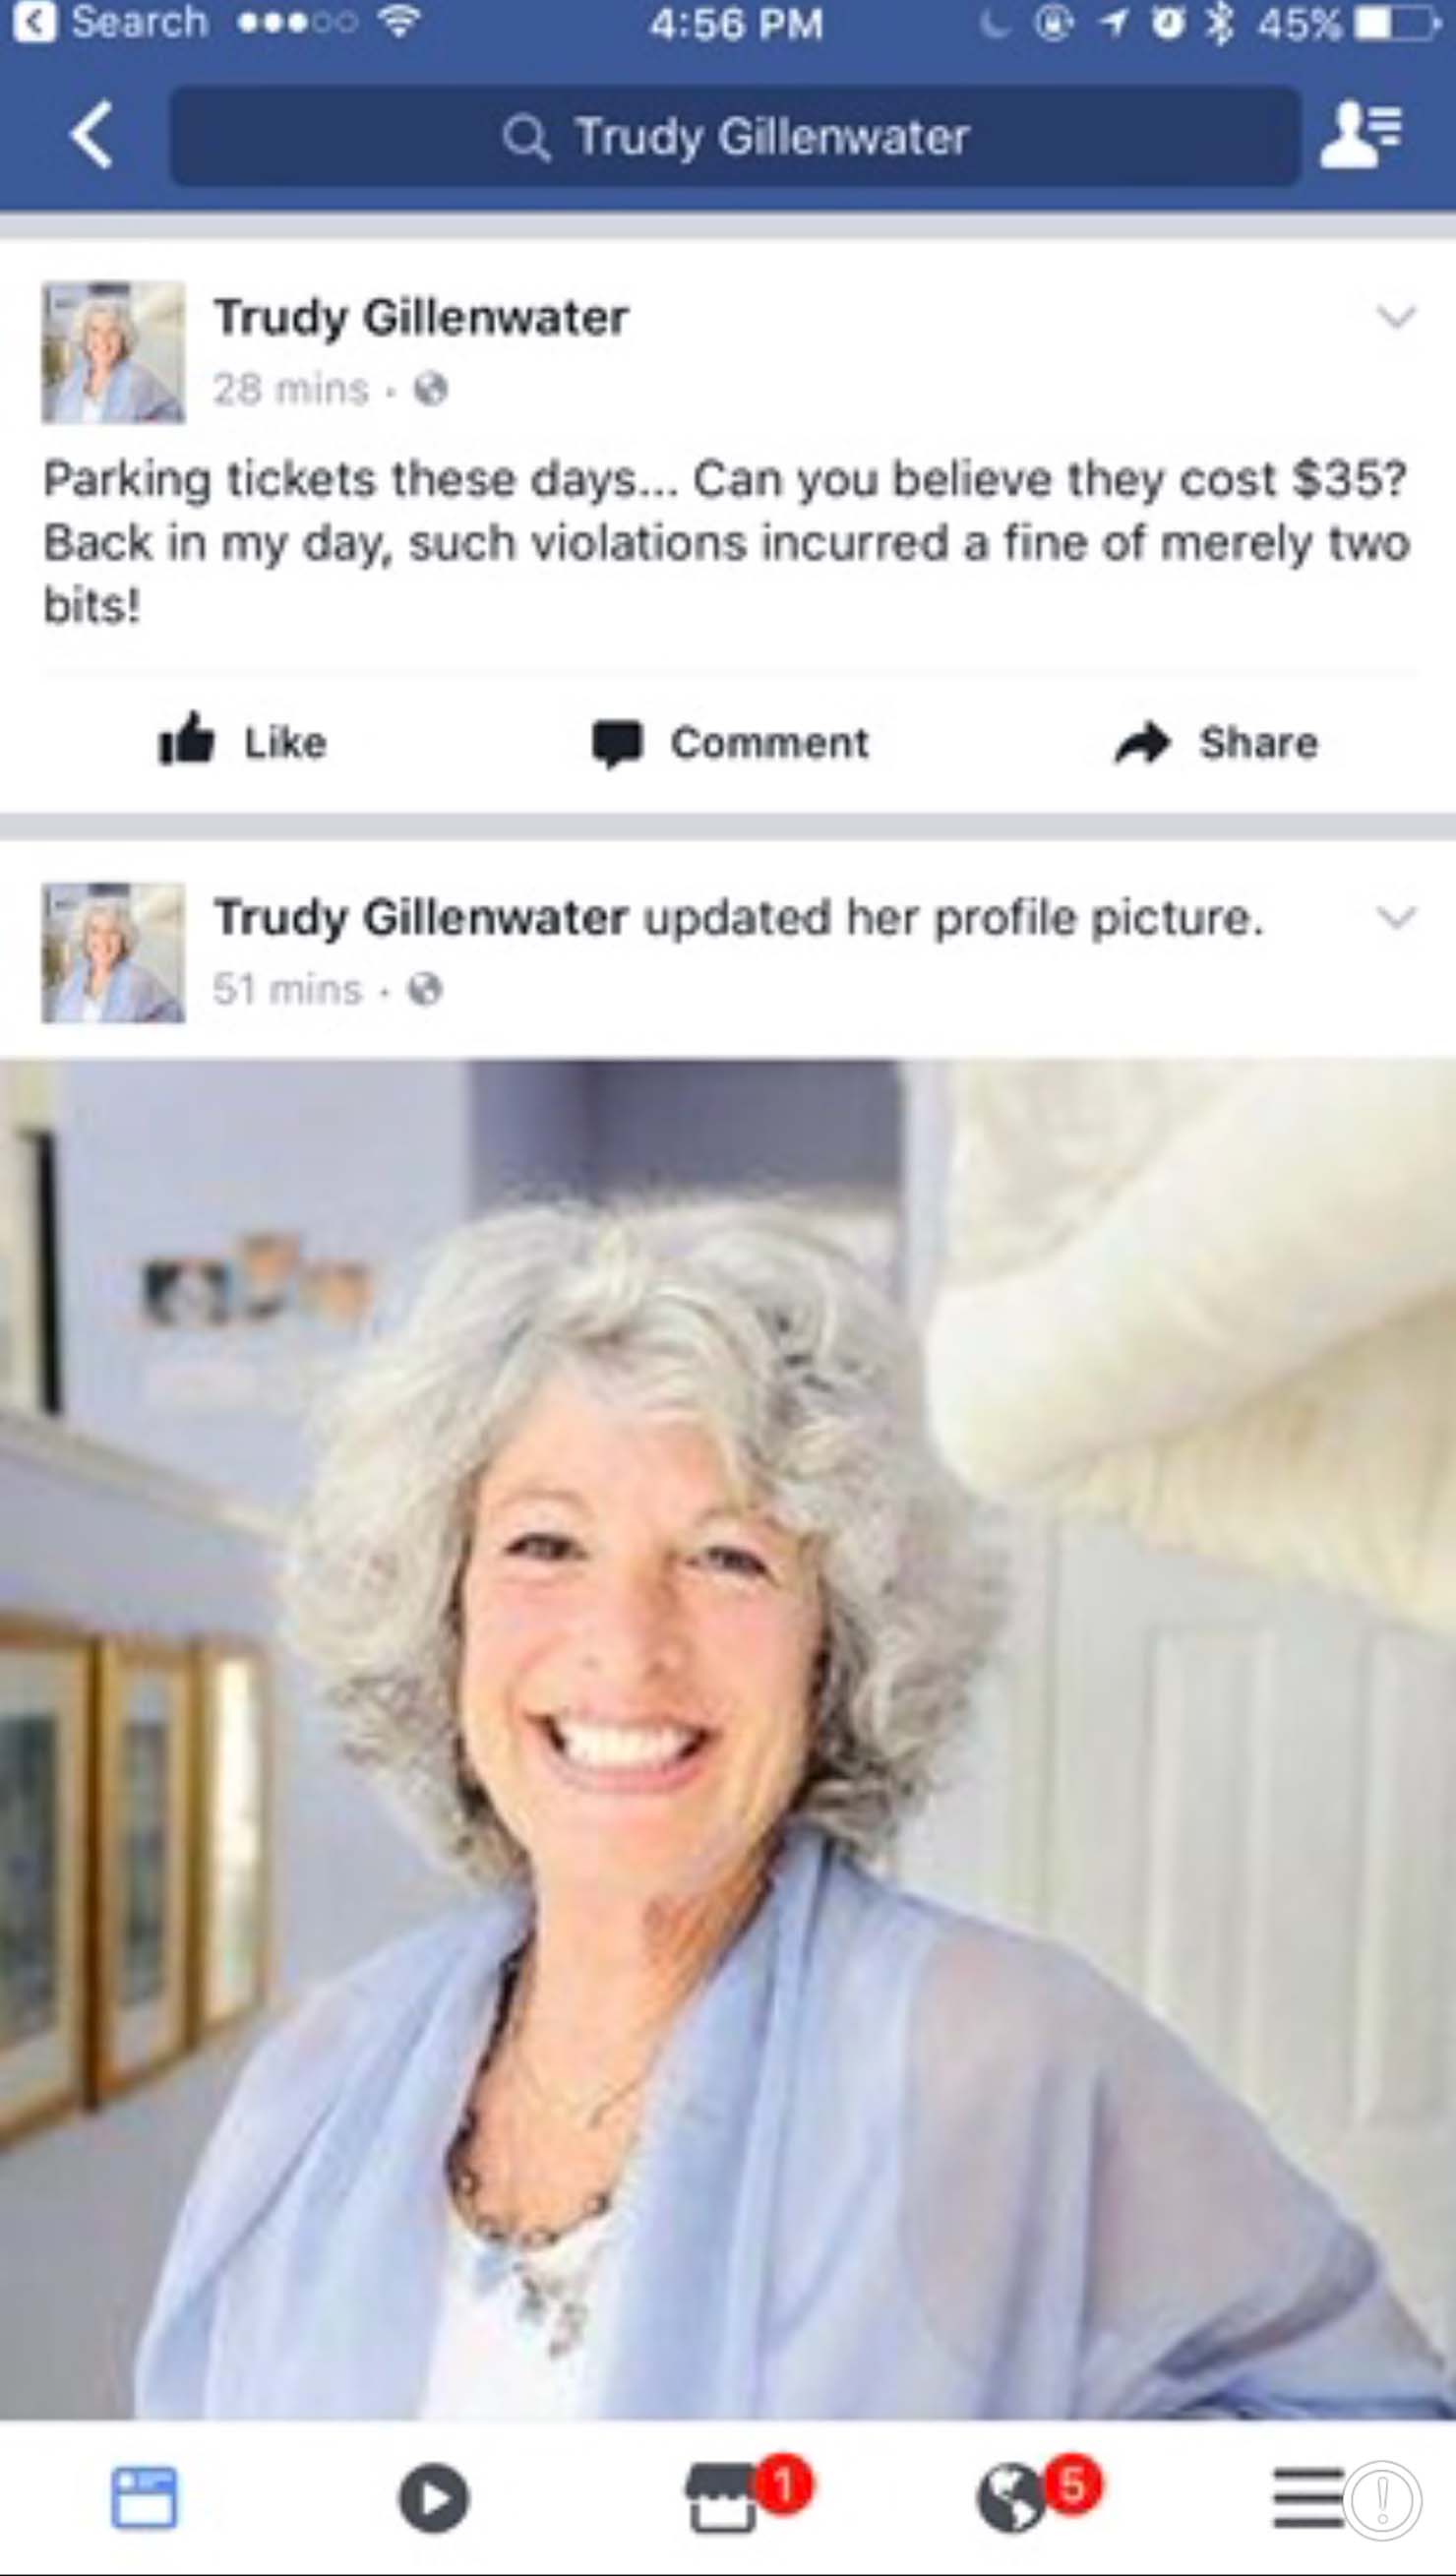 Search 4:56 PM 45%
Trudy Gillenwater
Trudy Gillenwater
28 mins ·
Parking tickets these days... Can you believe they cost $35?
Back in my day, such violations incurred a fine of merely two
bits!
Like Comment Share
Trudy Gillenwater updated her profile picture.
51 mins ·
1 5